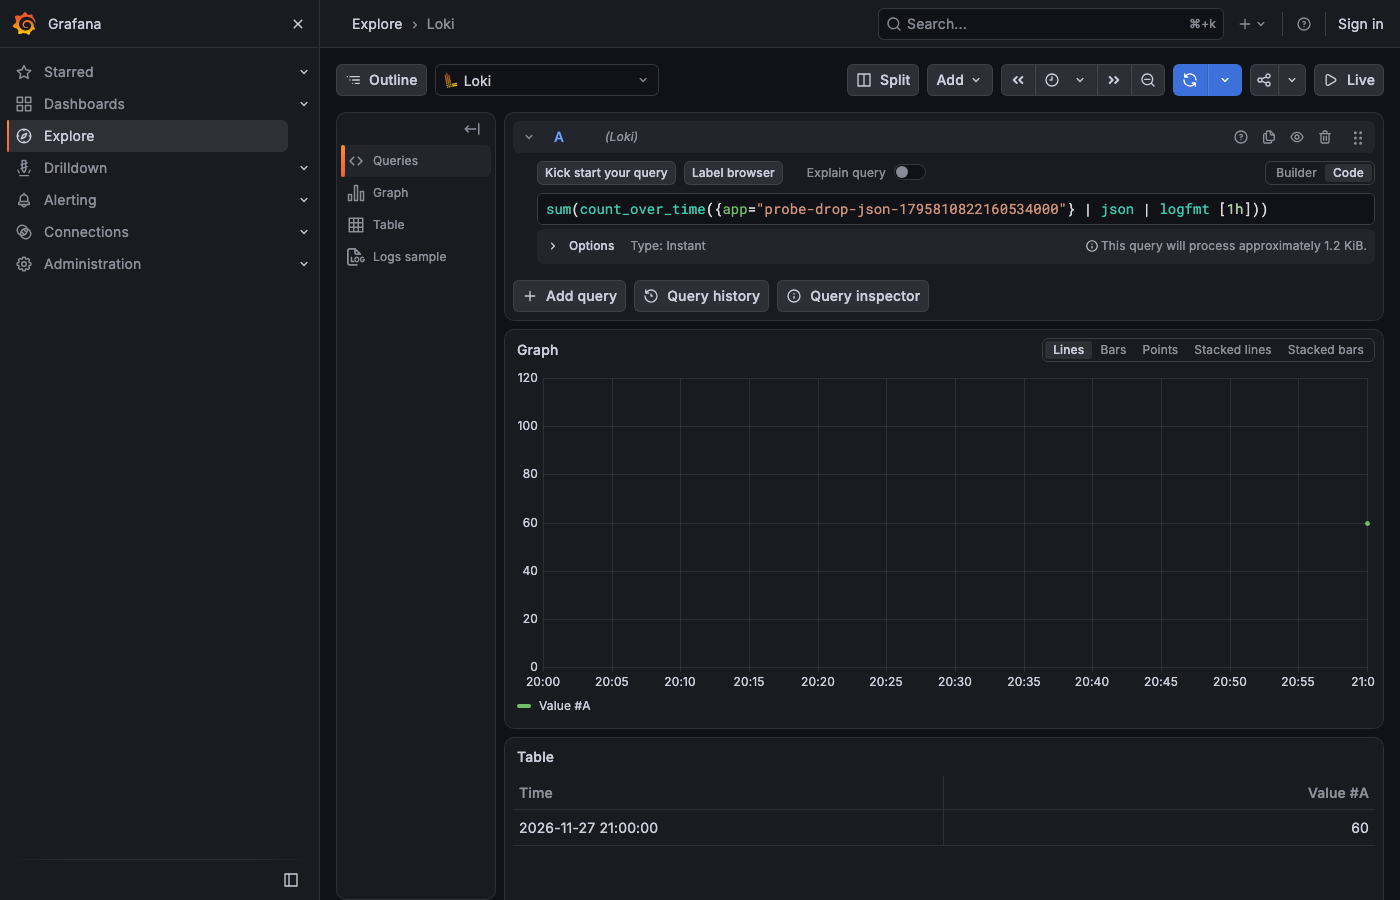 Grafana
Explore › Loki
Search...
⌘+k
Sign in
Starred
Dashboards
Explore
Drilldown
Alerting
Connections
Administration
Outline
Loki
Split
Add
Live
Queries
Graph
Table
Logs sample
A (Loki)
Kick start your query
Label browser
Explain query
Builder
Code
sum(count_over_time({app="probe-drop-json-1795810822160534000"} | json | logfmt [1h]))
Options
Type: Instant
This query will process approximately 1.2 KiB.
Add query
Query history
Query inspector
Graph
Lines
Bars
Points
Stacked lines
Stacked bars
120
100
80
60
40
20
0
20:00 20:05 20:10 20:15 20:20 20:25 20:30 20:35 20:40 20:45 20:50 20:55 21:0
Value #A
Table
Time Value #A
2026-11-27 21:00:00 60